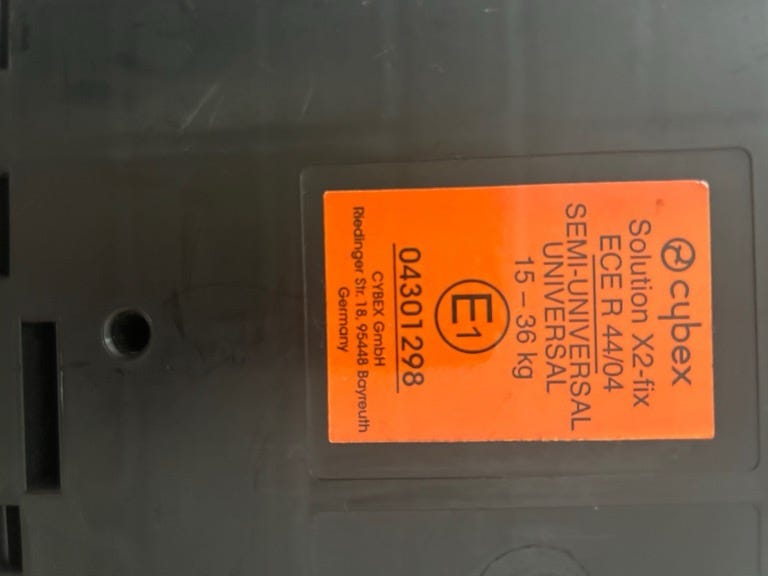 cybex
Solution X2-fix
ECE R 44/04
SEMI-UNIVERSAL
UNIVERSAL
15 – 36 kg
E1
04301298
CYBEX GmbH
Riedinger Str. 18, 95448 Bayreuth
Germany